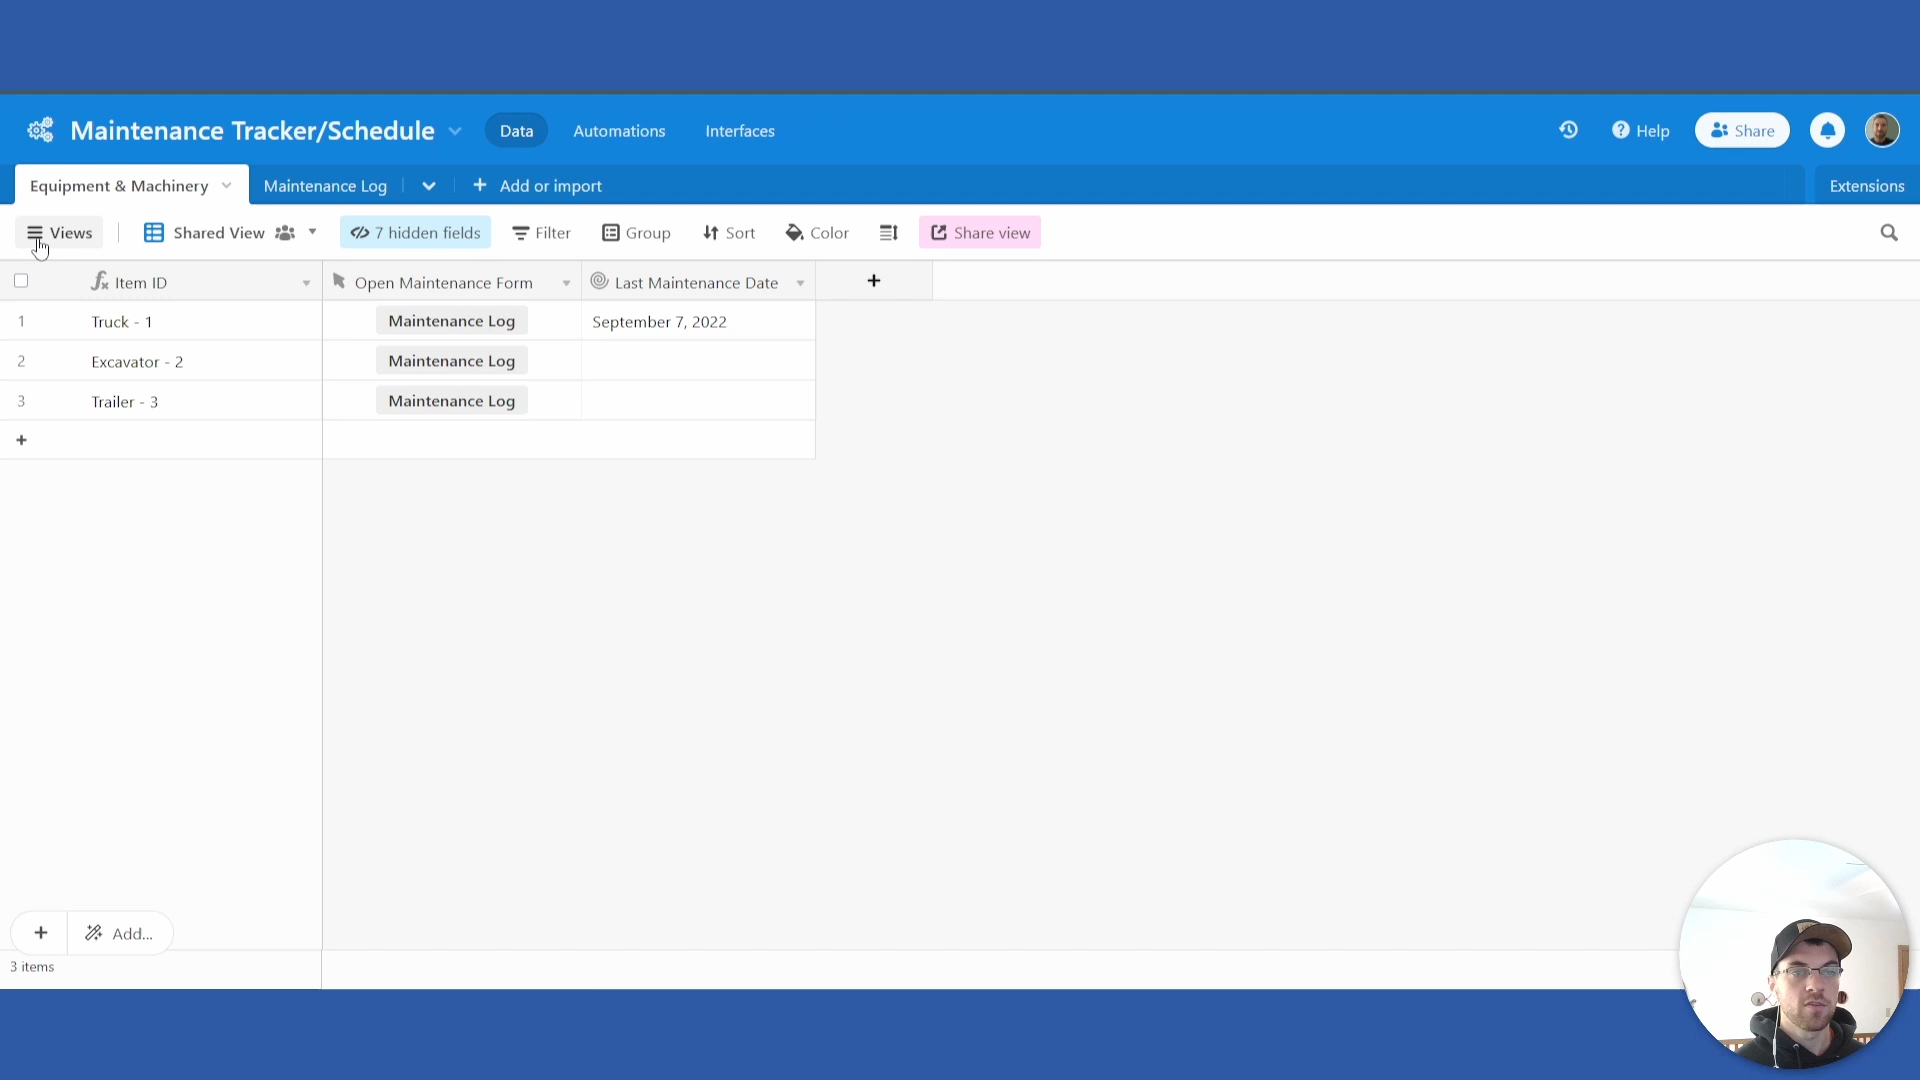 Maintenance Tracker/Schedule Data Automations Interfaces Help Share
Equipment & Machinery Maintenance Log + Add or import Extensions
Views Shared View 7 hidden fields Filter Group Sort Color Share view
Item ID Open Maintenance Form Last Maintenance Date +
1 Truck - 1 Maintenance Log September 7, 2022
2 Excavator - 2 Maintenance Log
3 Trailer - 3 Maintenance Log
+
+ Add...
3 items